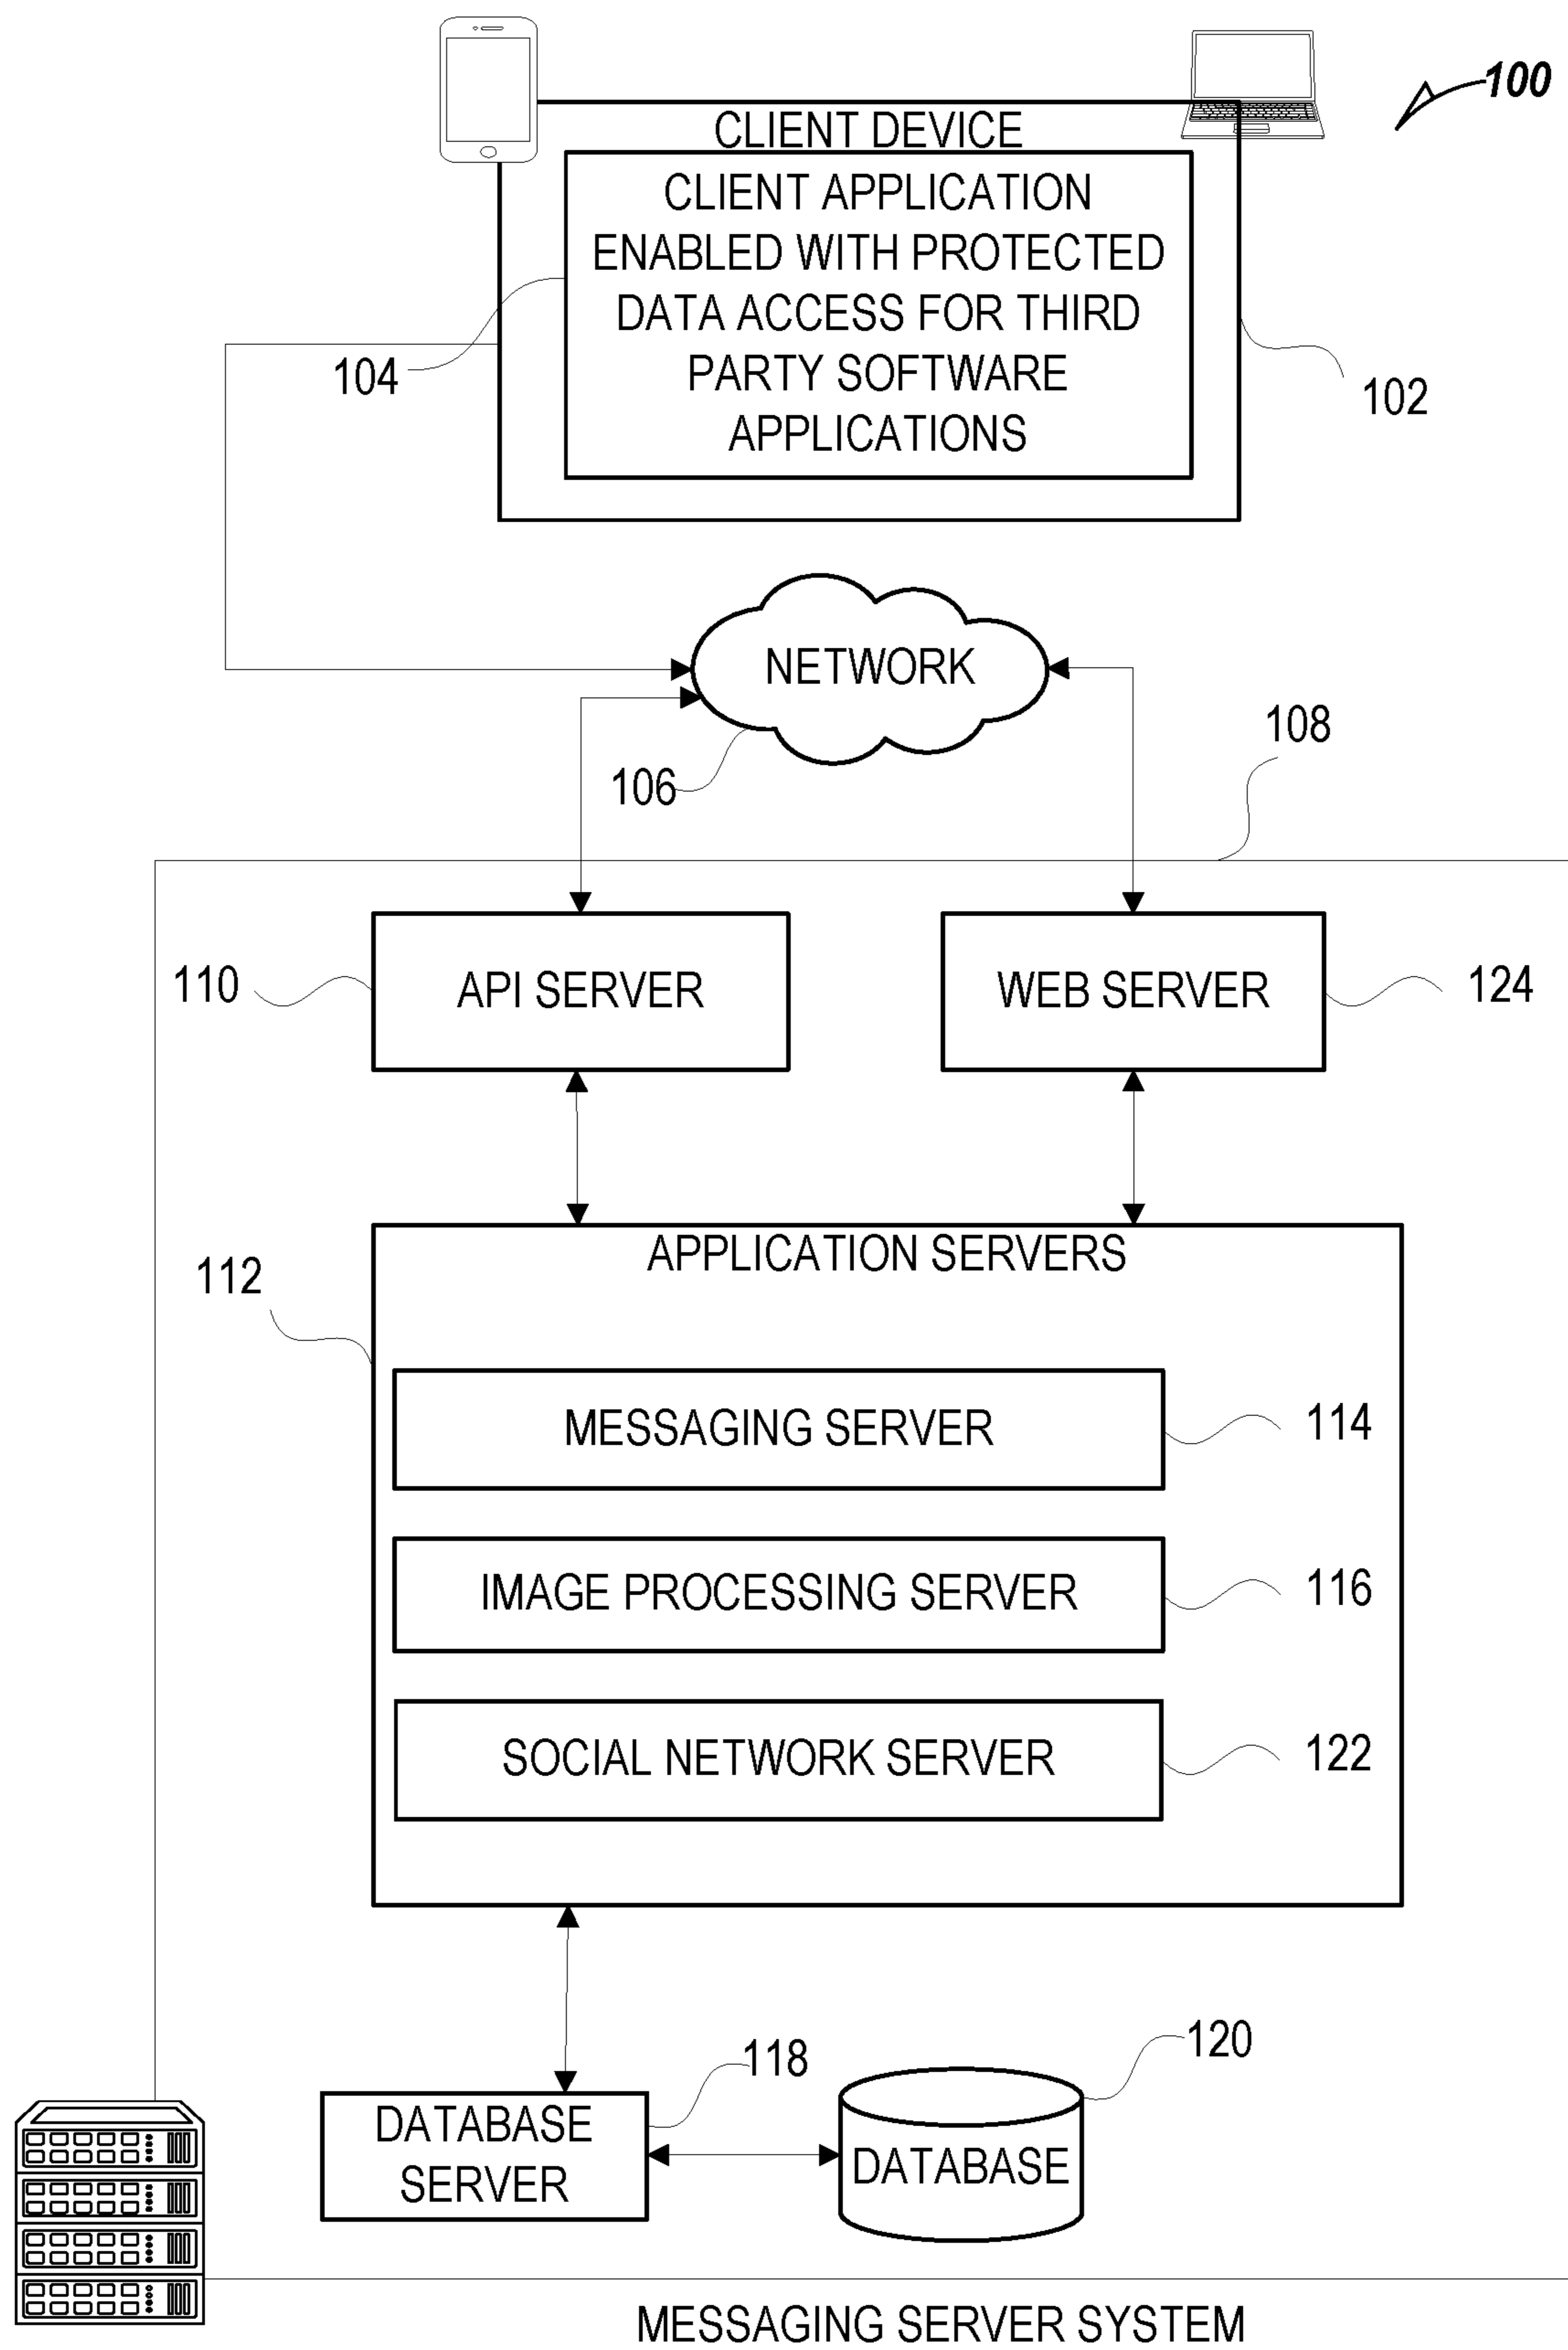 100
CLIENT DEVICE
CLIENT APPLICATION
ENABLED WITH PROTECTED
DATA ACCESS FOR THIRD
PARTY SOFTWARE
APPLICATIONS
104
102
NETWORK
106
108
110
API SERVER
WEB SERVER
124
112
APPLICATION SERVERS
MESSAGING SERVER
114
IMAGE PROCESSING SERVER
116
SOCIAL NETWORK SERVER
122
118
120
DATABASE
SERVER
DATABASE
MESSAGING SERVER SYSTEM